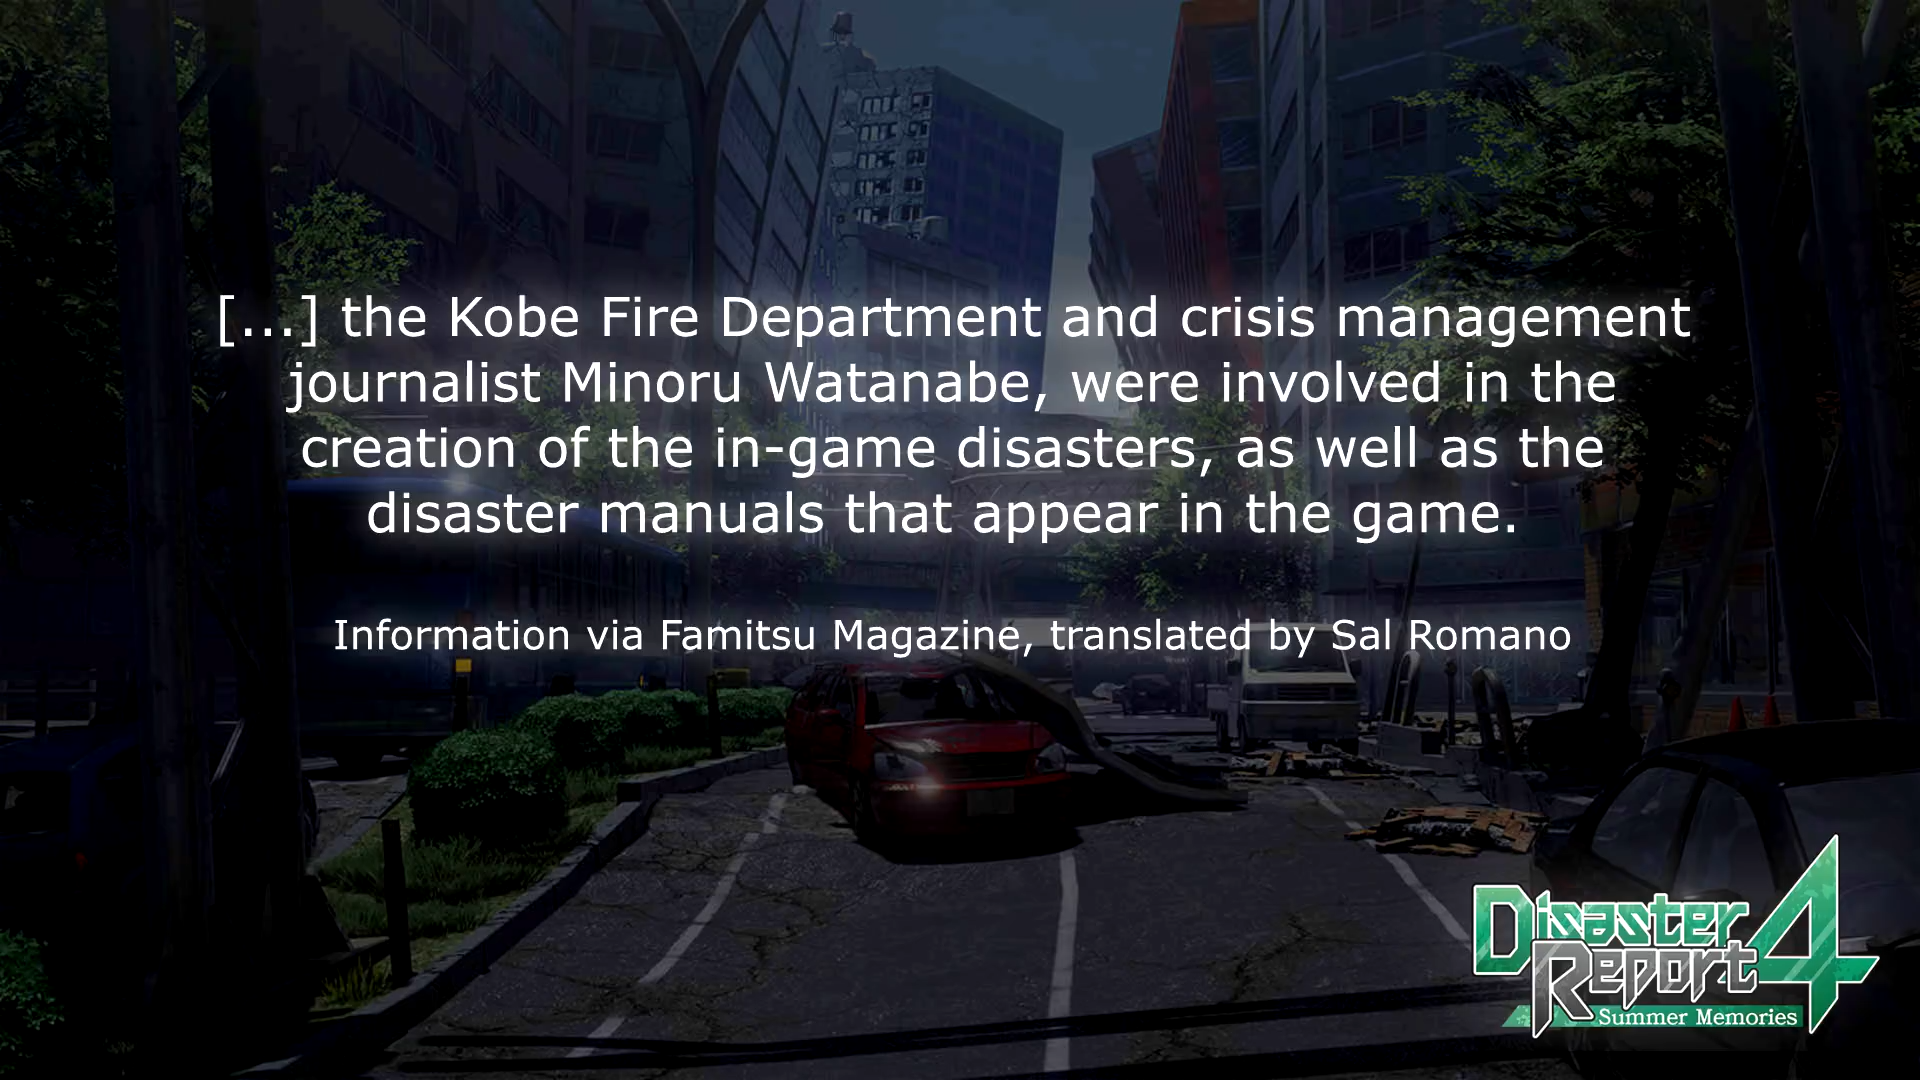 [...] the Kobe Fire Department and crisis management
journalist Minoru Watanabe, were involved in the
creation of the in-game disasters, as well as the
disaster manuals that appear in the game.
Information via Famitsu Magazine, translated by Sal Romano
Disaster
Report 4
Summer Memories